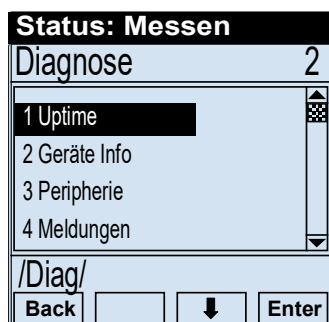 Status: Messen
Diagnose 2
1 Uptime
2 Geräte Info
3 Peripherie
4 Meldungen
/Diag/
Back Enter